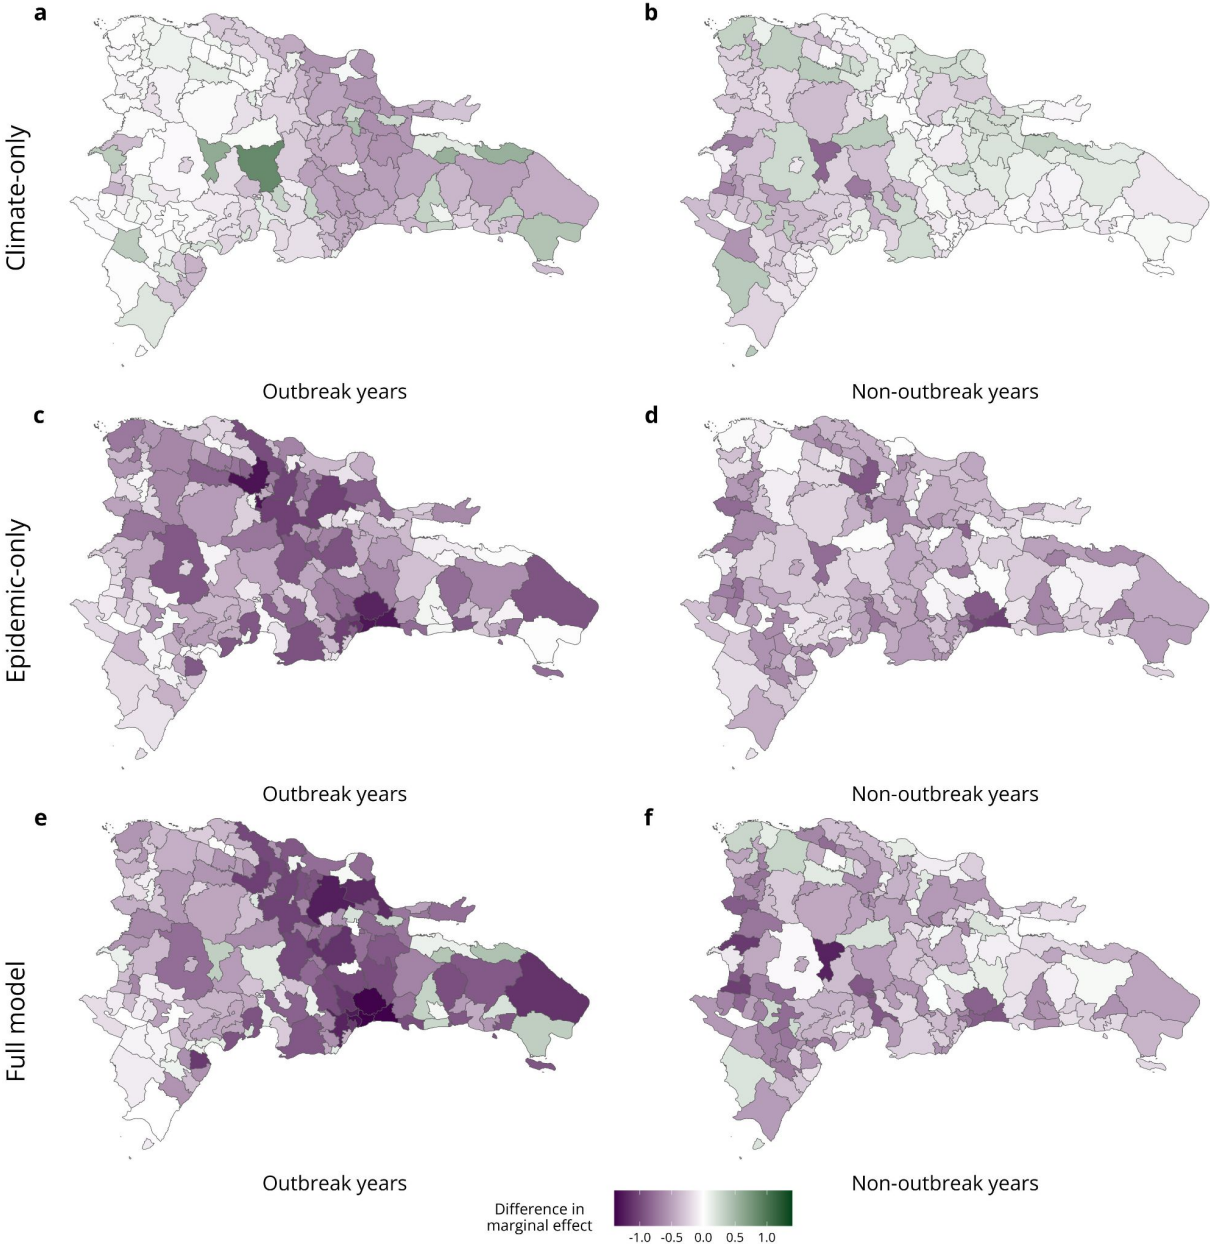 a
b
Climate-only
Outbreak years
Non-outbreak years
c
d
Epidemic-only
Outbreak years
Non-outbreak years
e
f
Full model
Outbreak years
Non-outbreak years
Difference in
marginal effect
-1.0 -0.5 0.0 0.5 1.0